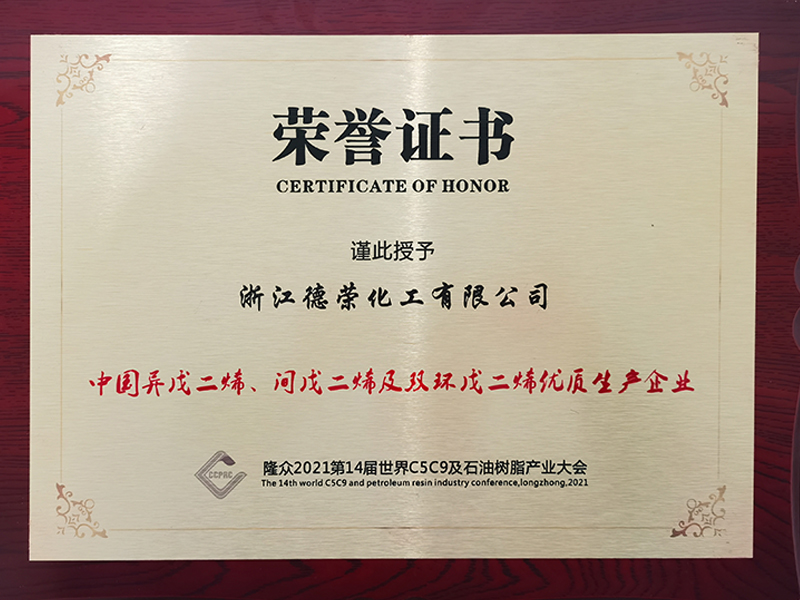 荣誉证书
CERTIFICATE OF HONOR
谨此授予
浙江德荣化工有限公司
中国异戊二烯、间戊二烯及双环戊二烯优质生产企业
CCPRC
隆众2021第14届世界C5C9及石油树脂产业大会
The 14th world C5C9 and petroleum resin industry conference,longzhong,2021